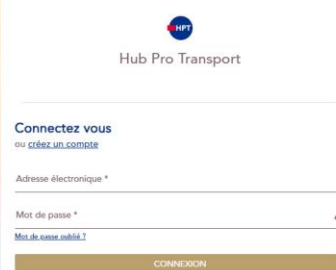 HPT
Hub Pro Transport
Connectez vous
ou créez un compte
Adresse électronique *
Mot de passe *
Mot de passe oublié ?
CONNEXION